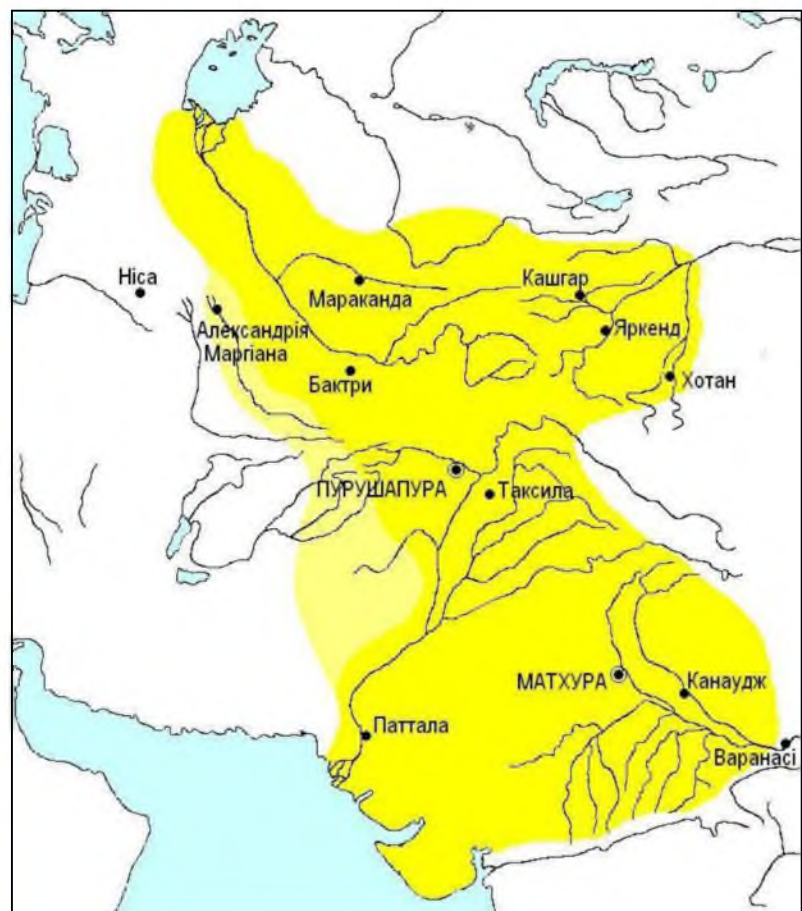 Ніса
Мараканда
Кашгар
Александрія
Маргіана
Яркенд
Бактри
Хотан
ПУРУШАПУРА
Таксила
МАТХУРА
Канаудж
Паттала
Варанасі